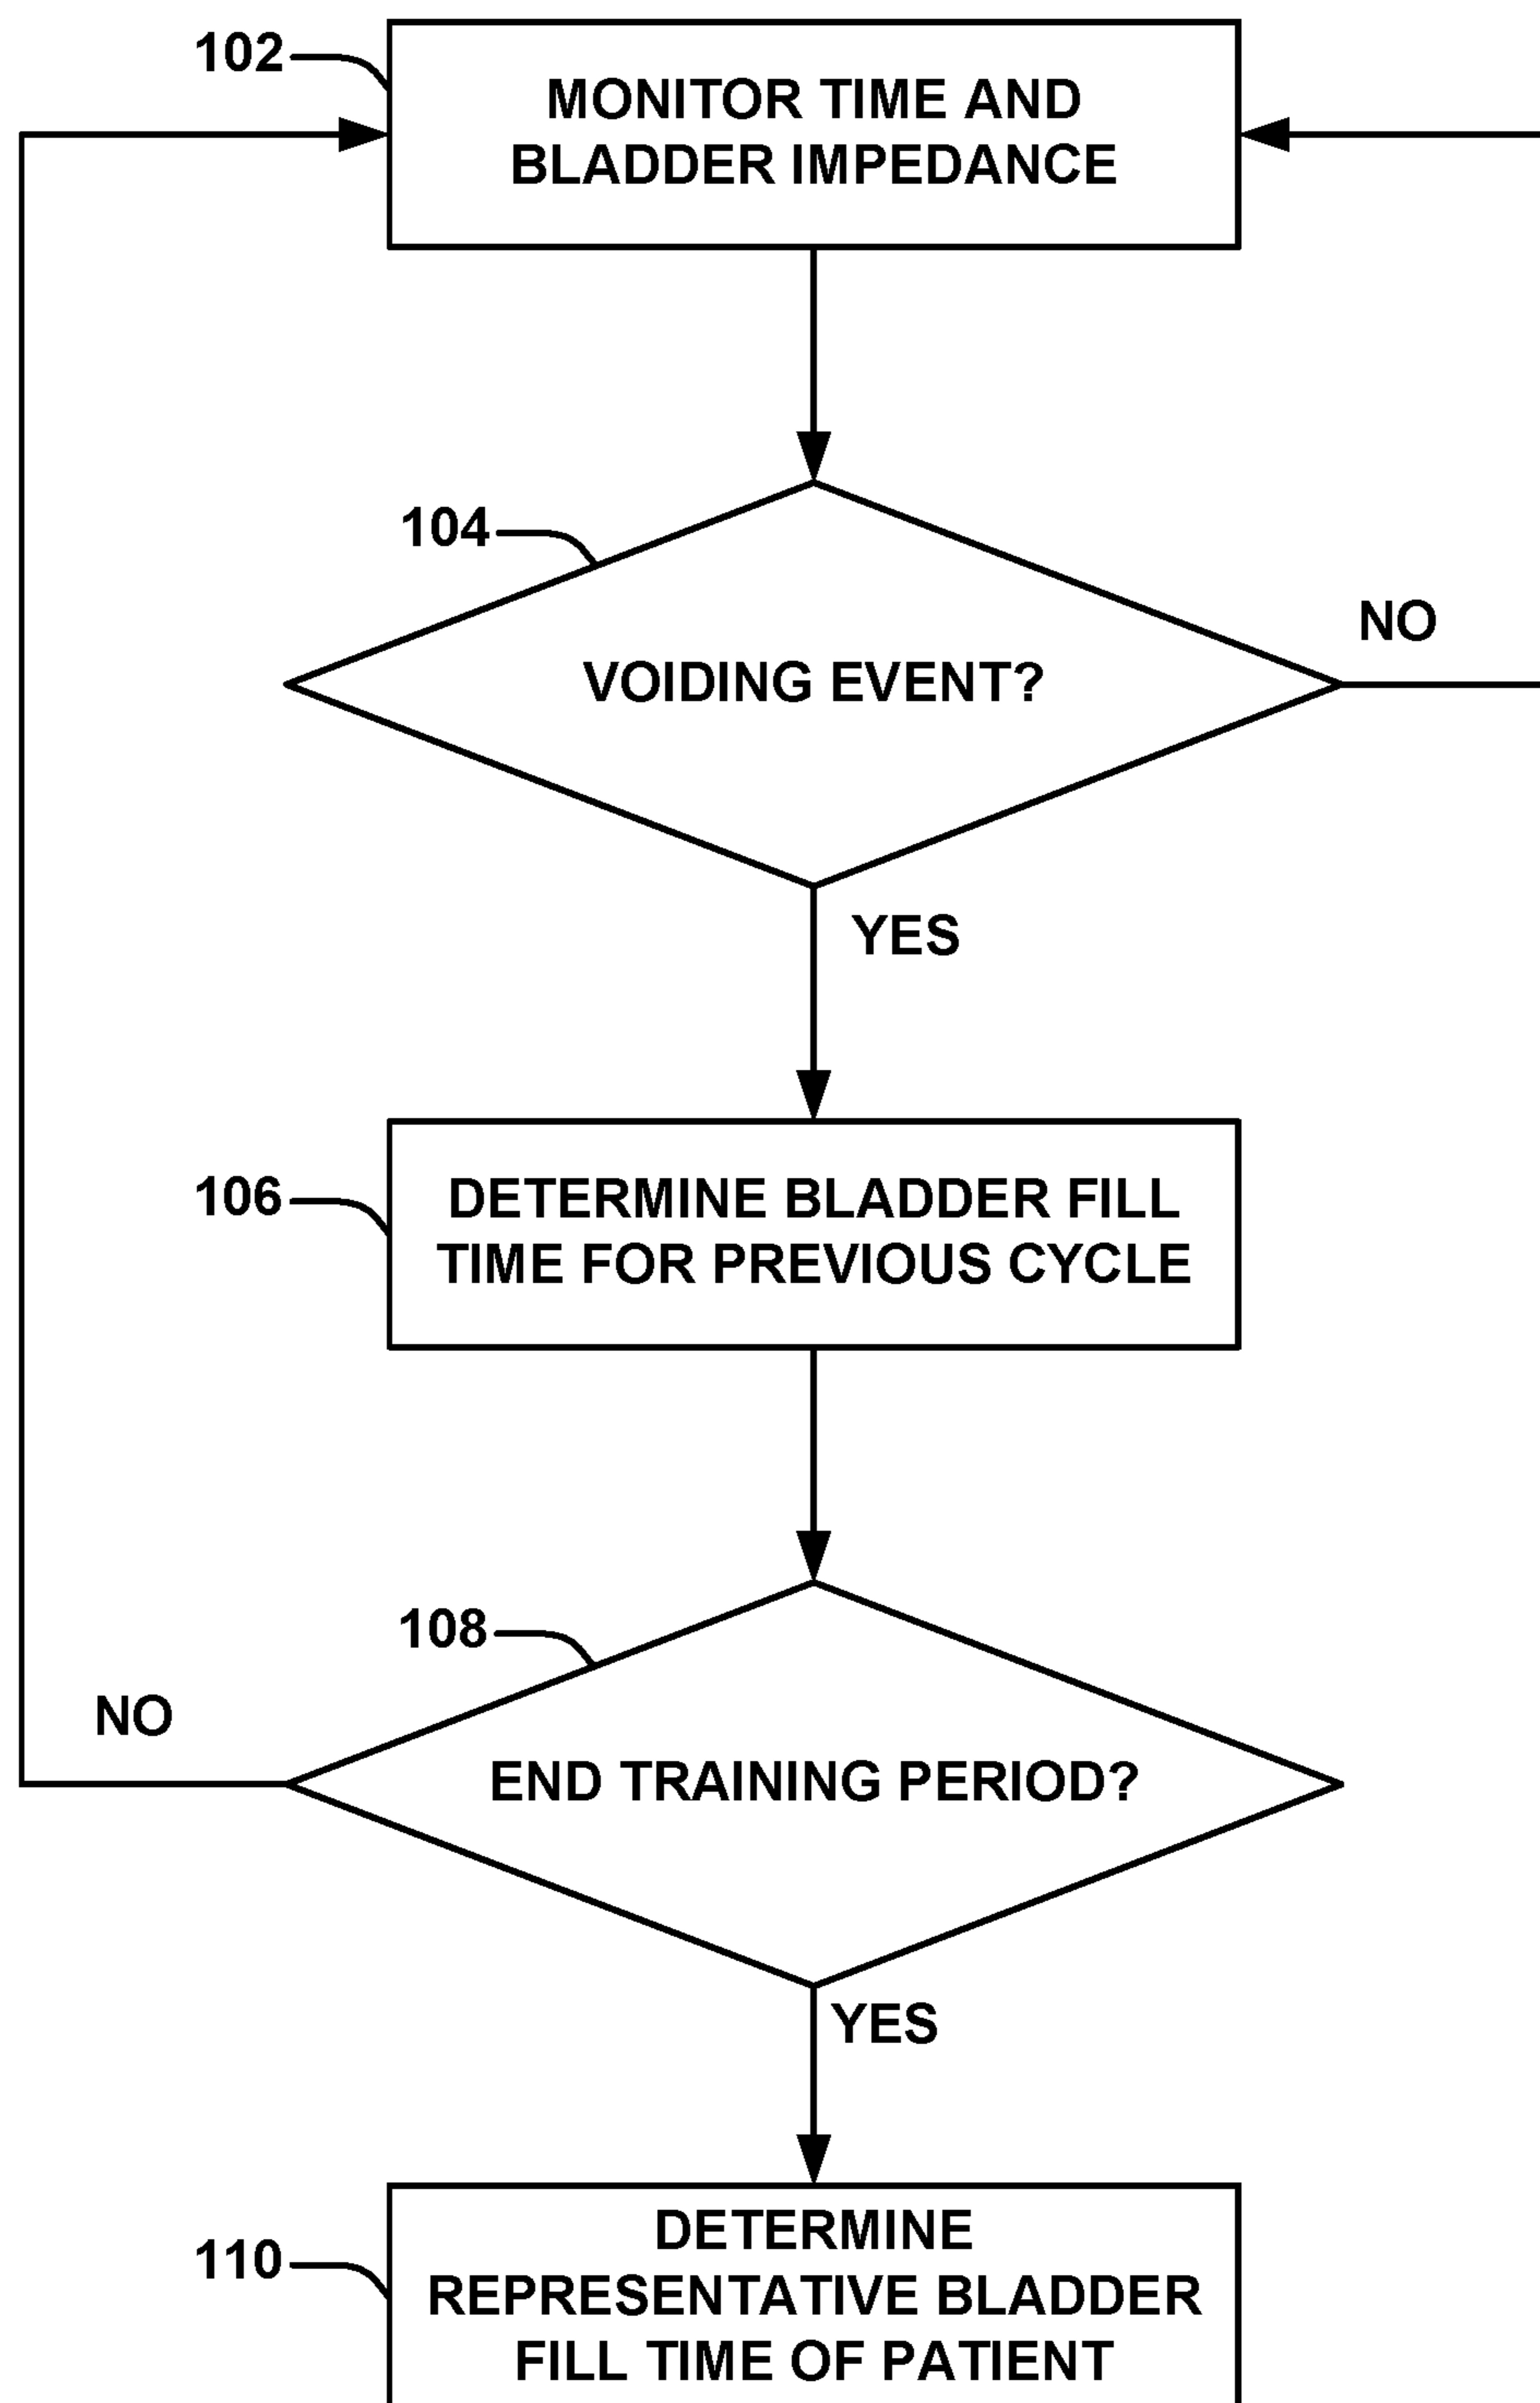 102
MONITOR TIME AND
BLADDER IMPEDANCE
104
NO
VOIDING EVENT?
YES
106
DETERMINE BLADDER FILL
TIME FOR PREVIOUS CYCLE
108
NO
END TRAINING PERIOD?
YES
110
DETERMINE
REPRESENTATIVE BLADDER
FILL TIME OF PATIENT